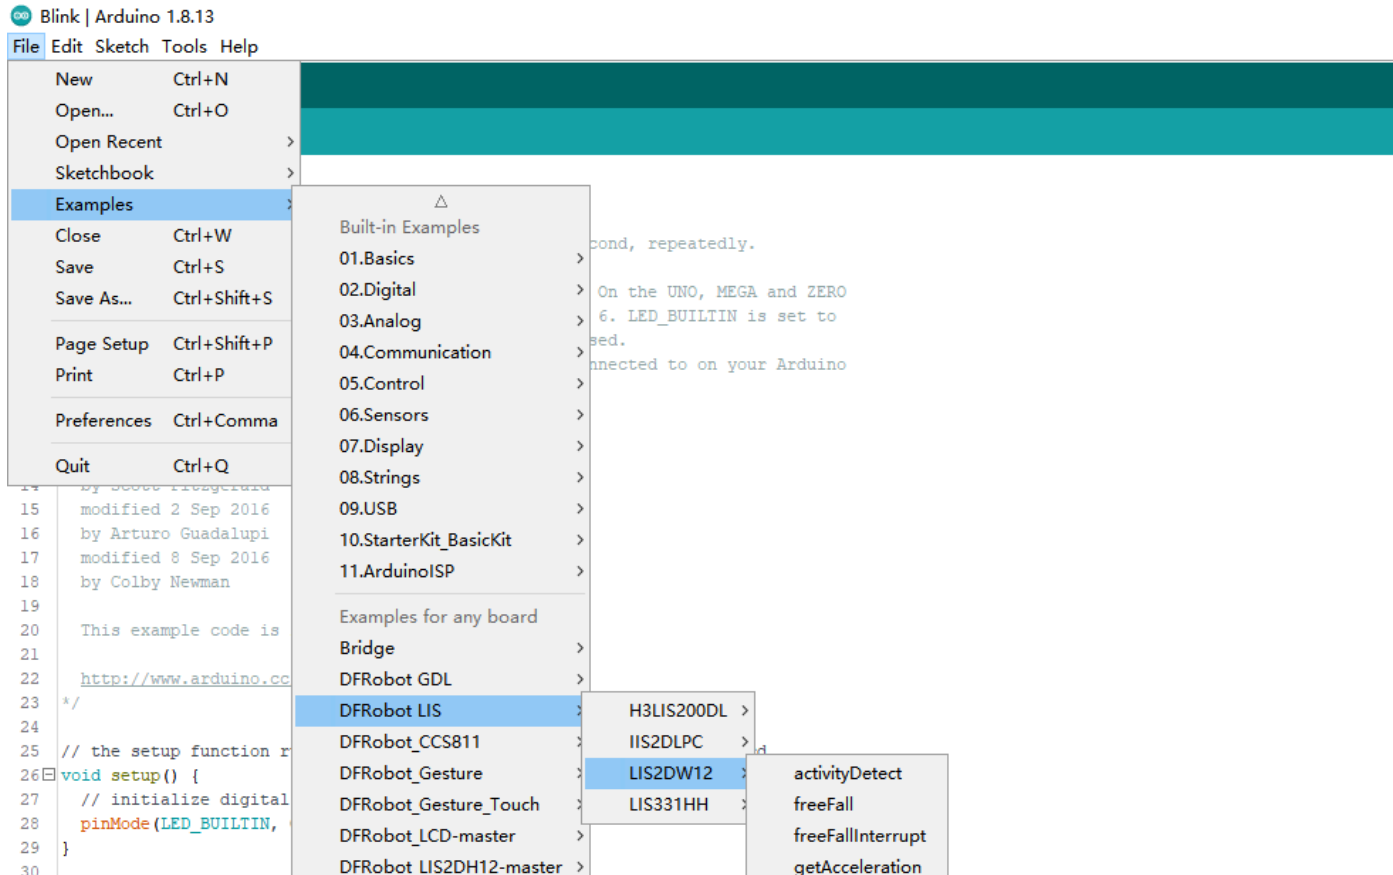 Blink | Arduino 1.8.13
File Edit Sketch Tools Help
New Ctrl+N
Open... Ctrl+O
Open Recent
Sketchbook
Examples
Close Ctrl+W
Save Ctrl+S
Save As... Ctrl+Shift+S
Page Setup Ctrl+Shift+P
Print Ctrl+P
Preferences Ctrl+Comma
Quit Ctrl+Q
Built-in Examples
01.Basics
02.Digital
03.Analog
04.Communication
05.Control
06.Sensors
07.Display
08.Strings
09.USB
10.StarterKit_BasicKit
11.ArduinoISP
Examples for any board
Bridge
DFRobot GDL
DFRobot LIS
DFRobot_CCS811
DFRobot_Gesture
DFRobot_Gesture_Touch
DFRobot_LCD-master
DFRobot_LIS2DH12-master
H3LIS200DL
IIS2DLPC
LIS2DW12
LIS331HH
activityDetect
freeFall
freeFallInterrupt
getAcceleration
cond, repeatedly.
On the UNO, MEGA and ZERO
6. LED_BUILTIN is set to
sed.
nnected to on your Arduino
14 by Scott Fitzgerald
15 modified 2 Sep 2016
16 by Arturo Guadalupi
17 modified 8 Sep 2016
18 by Colby Newman
19
20 This example code is
21
22 http://www.arduino.cc
23 */
24
25 // the setup function r
26 void setup() {
27 // initialize digital
28 pinMode(LED_BUILTIN,
29 }
30